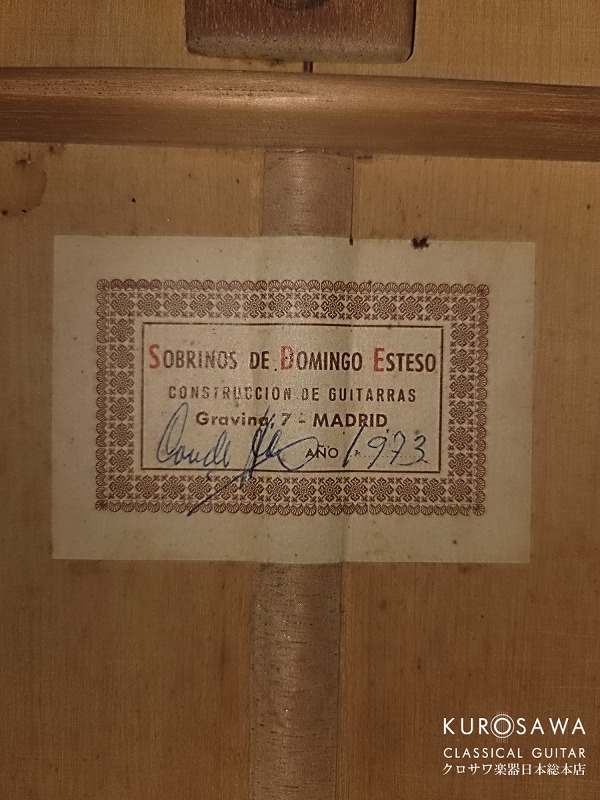 SOBRINOS DE DOMINGO ESTESO
CONSTRUCCION DE GUITARRAS
Gravina, 7 - MADRID
Conde AÑO 1973
KUROSAWA
CLASSICAL GUITAR
クロサワ楽器日本総本店